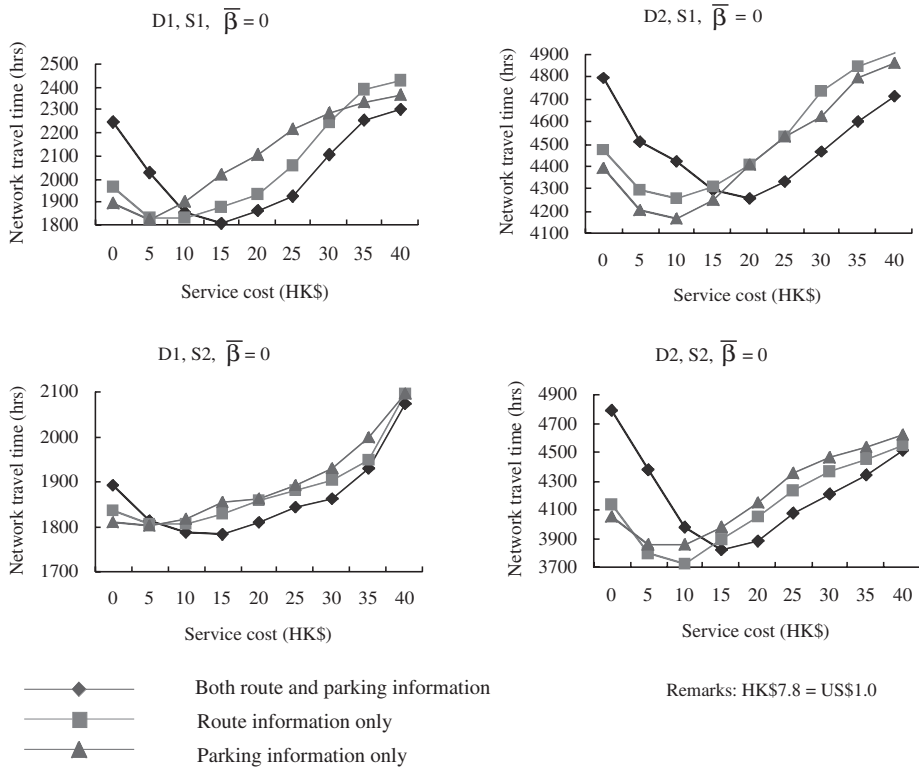 D1, S1, β̅ = 0
Network travel time (hrs)
2500
2400
2300
2200
2100
2000
1900
1800
0 5 10 15 20 25 30 35 40
Service cost (HK$)
D2, S1, β̅ = 0
Network travel time (hrs)
4900
4800
4700
4600
4500
4400
4300
4200
4100
0 5 10 15 20 25 30 35 40
Service cost (HK$)
D1, S2, β̅ = 0
Network travel time (hrs)
2100
2000
1900
1800
1700
0 5 10 15 20 25 30 35 40
Service cost (HK$)
D2, S2, β̅ = 0
Network travel time (hrs)
4900
4700
4500
4300
4100
3900
3700
0 5 10 15 20 25 30 35 40
Service cost (HK$)
Both route and parking information
Route information only
Parking information only
Remarks: HK$7.8 = US$1.0